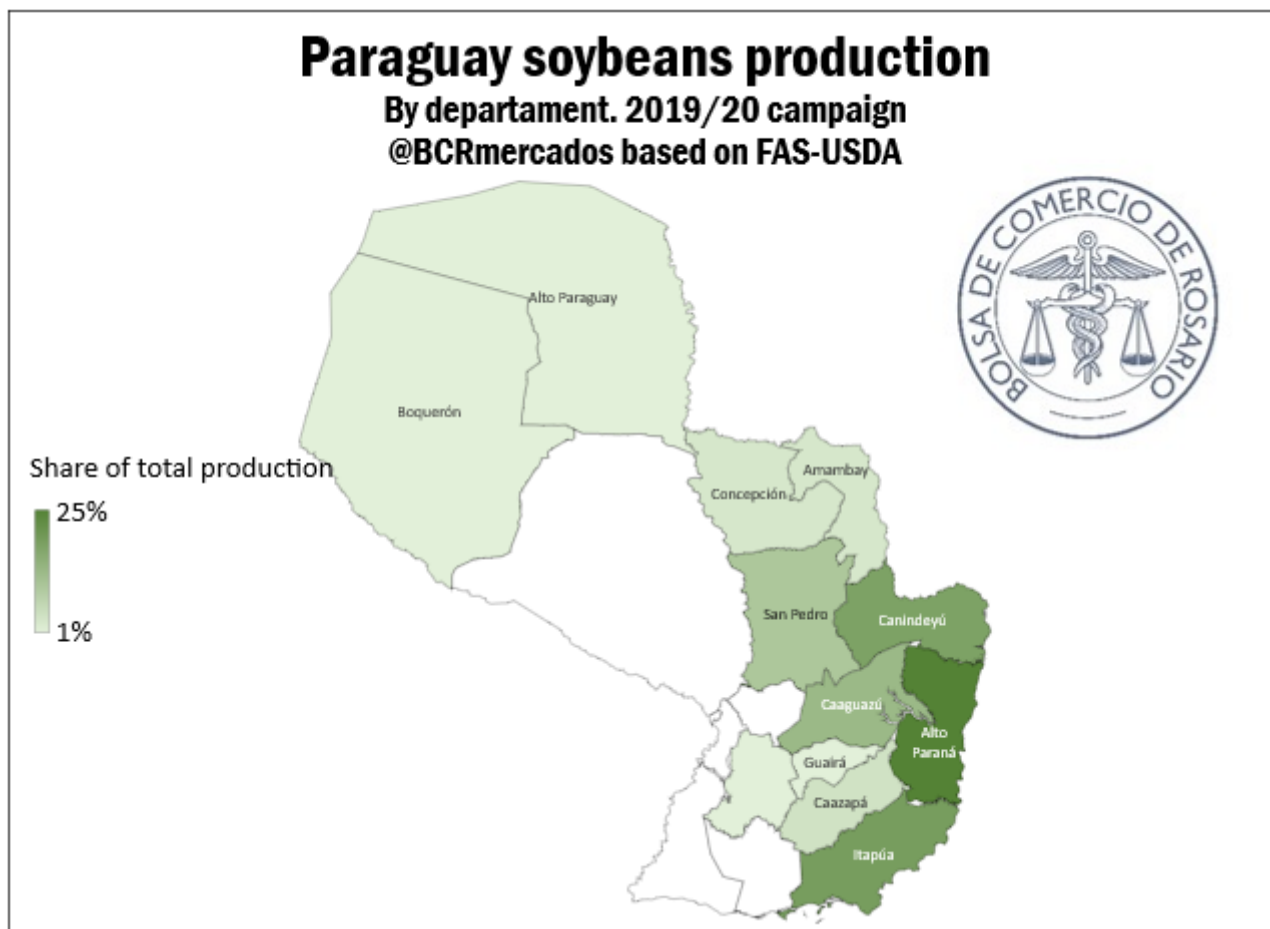 Paraguay soybeans production
By departament. 2019/20 campaign
@BCRmercados based on FAS-USDA
BOLSA DE COMERCIO DE ROSARIO
Alto Paraguay
Boquerón
Share of total production
25%
1%
Amambay
Concepción
San Pedro
Canindeyú
Caaguazú
Alto
Paraná
Guairá
Caazapá
Itapúa